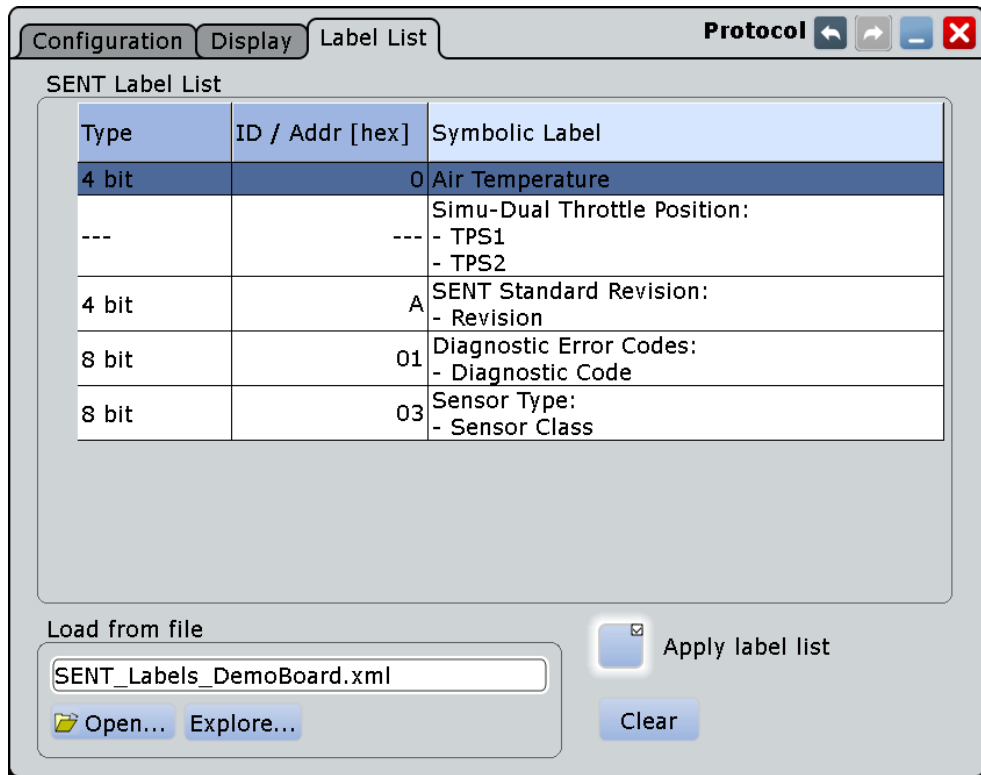 Configuration Display Label List Protocol
SENT Label List
Type ID / Addr [hex] Symbolic Label
4 bit 0 Air Temperature
--- --- Simu-Dual Throttle Position:
- TPS1
- TPS2
4 bit A SENT Standard Revision:
- Revision
8 bit 01 Diagnostic Error Codes:
- Diagnostic Code
8 bit 03 Sensor Type:
- Sensor Class
Load from file
SENT_Labels_DemoBoard.xml
Apply label list
Open... Explore...
Clear